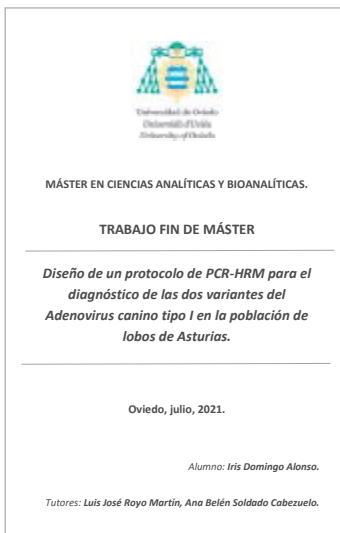 Universidad de Oviedo
Universidá d'Uviéu
University of Oviedo
MÁSTER EN CIENCIAS ANALÍTICAS Y BIOANALÍTICAS.
TRABAJO FIN DE MÁSTER
Diseño de un protocolo de PCR-HRM para el
diagnóstico de las dos variantes del
Adenovirus canino tipo I en la población de
lobos de Asturias.
Oviedo, julio, 2021.
Alumno: Iris Domingo Alonso.
Tutores: Luis José Royo Martín, Ana Belén Soldado Cabezuelo.